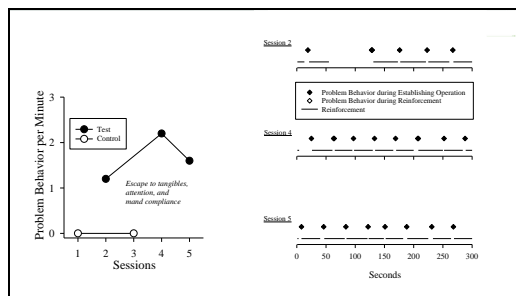 Problem Behavior per Minute
3
2
1
0
Test
Control
Escape to tangibles,
attention, and
mand compliance
1 2 3 4 5
Sessions
Session 2
Problem Behavior during Establishing Operation
Problem Behavior during Reinforcement
Reinforcement
Session 4
Session 5
0 50 100 150 200 250 300
Seconds